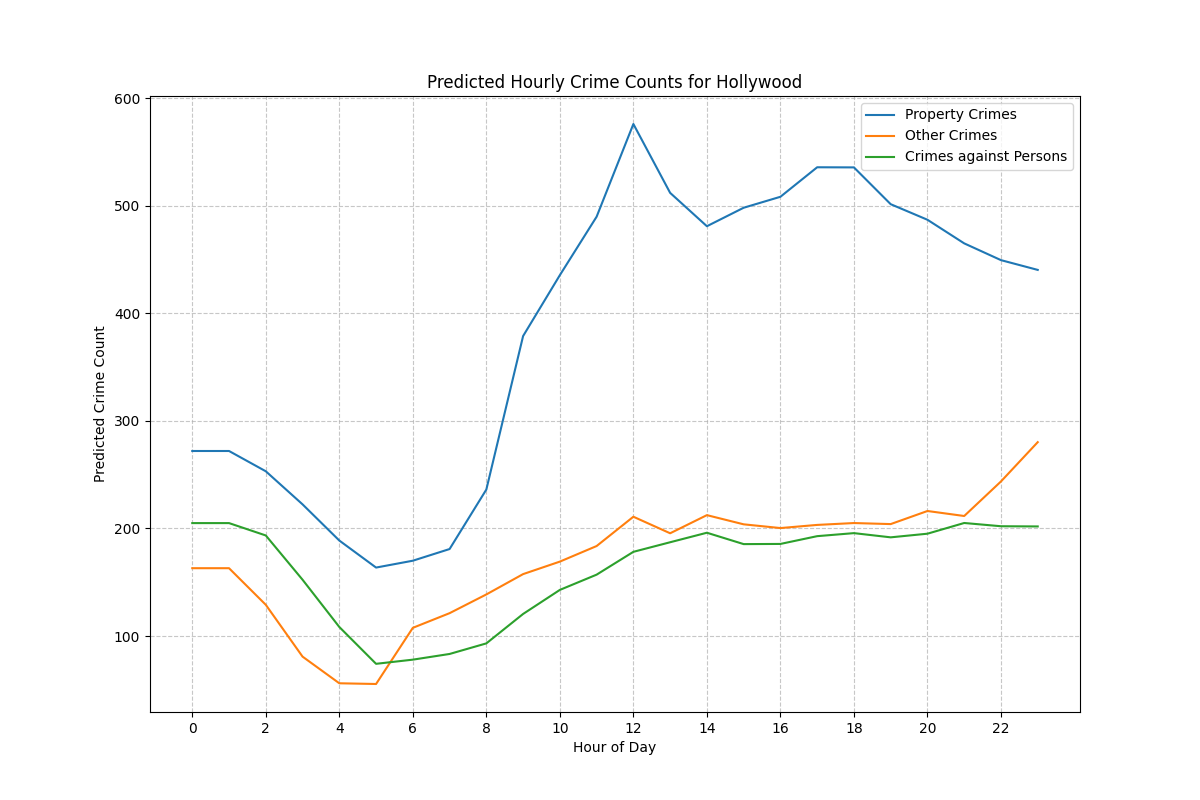 Predicted Hourly Crime Counts for Hollywood
Property Crimes
Other Crimes
Crimes against Persons
600
500
400
300
200
100
Predicted Crime Count
0 2 4 6 8 10 12 14 16 18 20 22
Hour of Day